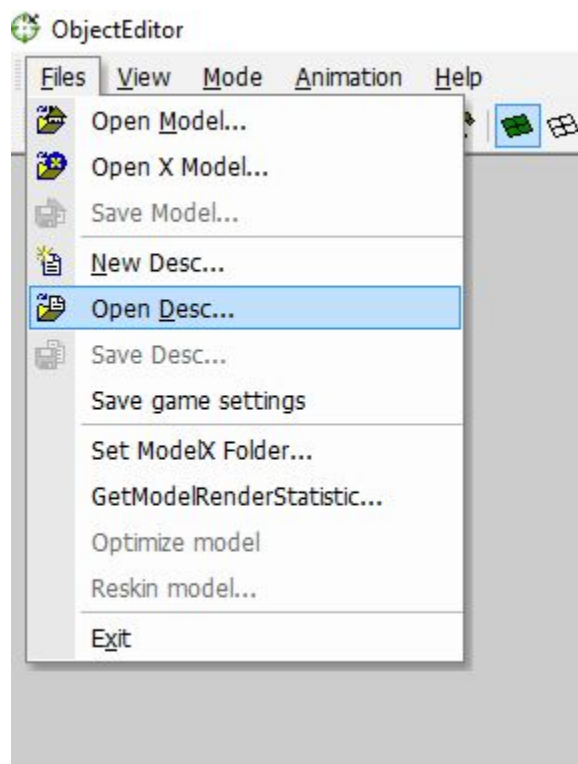 ObjectEditor
Files View Mode Animation Help
Open Model...
Open X Model...
Save Model...
New Desc...
Open Desc...
Save Desc...
Save game settings
Set ModelX Folder...
GetModelRenderStatistic...
Optimize model
Reskin model...
Exit